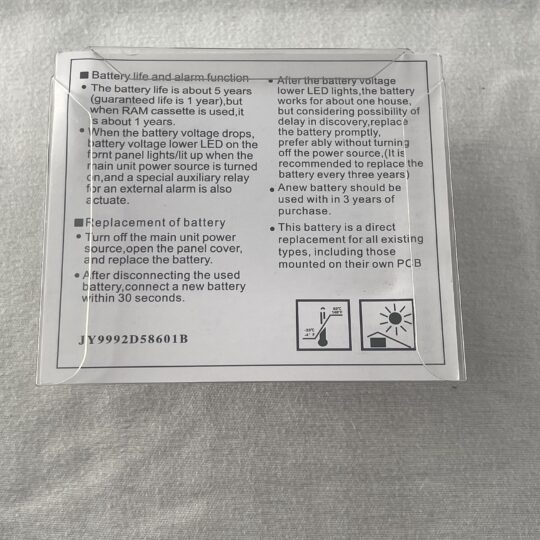 ■ Battery life and alarm function
• The battery life is about 5 years
(guaranteed life is 1 year),but
when RAM cassette is used,it
is about 1 years.
• When the battery voltage drops,
battery voltage lower LED on the
fornt panel lights/lit up when the
main unit power source is turned
on,and a special auxiliary relay
for an external alarm is also
actuate.
■ Replacement of battery
• Turn off the main unit power
source,open the panel cover,
and replace the battery.
• After disconnecting the used
battery,connect a new battery
within 30 seconds.
JY9992D58601B
• After the battery voltage
lower LED lights,the battery
works for about one house,
but considering possibility of
delay in discovery,replace
the battery promptly,
prefer ably without turning
off the power source,(It is
recommended to replace the
battery every three years)
• Anew battery should be
used with in 3 years of
purchase.
• This battery is a direct
replacement for all existing
types, including those
mounted on their own PCB
60℃
140°F
-20℃
-4° F